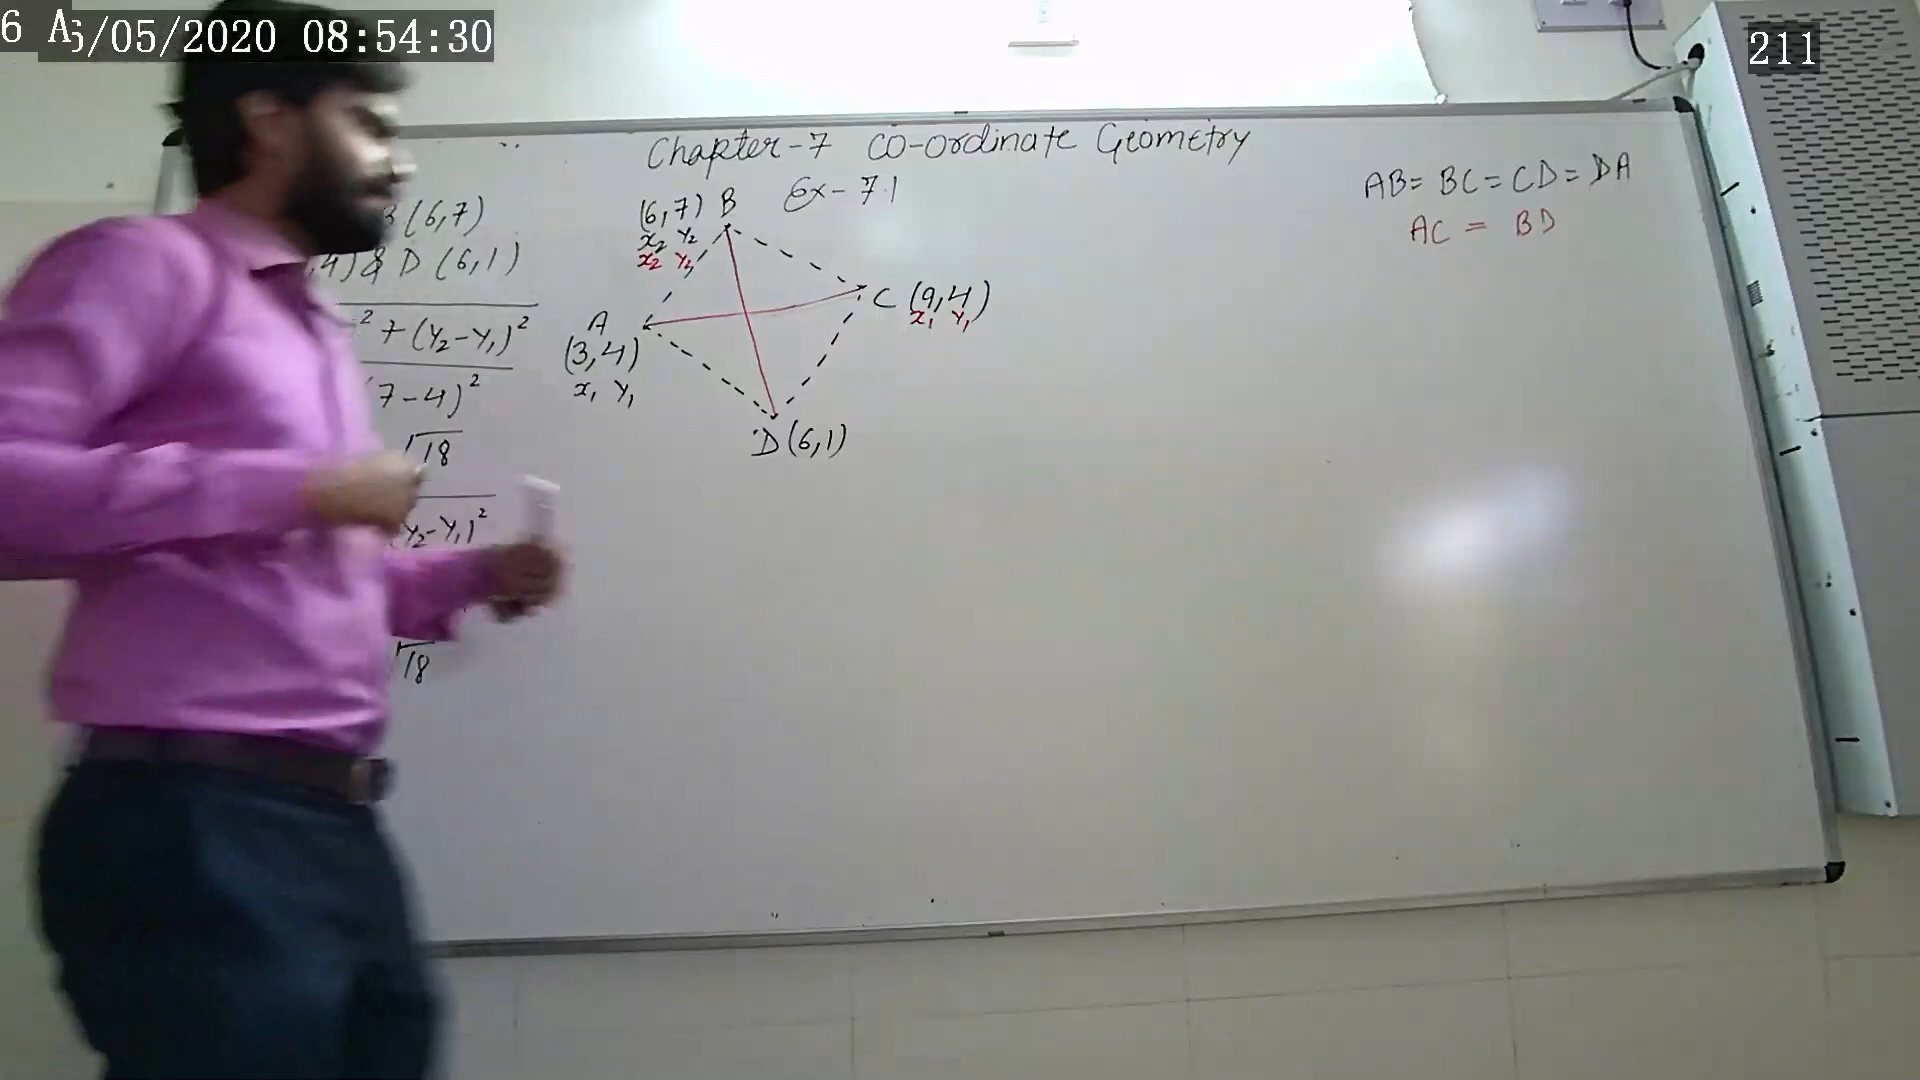 6 A
5/05/2020 08:54:30
211
Chapter-7 CO-ordinate Geometry
Ex-7.1
B (6,7)
,4) & D (6,1)
² + (Y₂-Y₁)²
7-4)²
√18
Y₂-Y₁)²
√18
(6,7) B
x₂ Y₂
x₂ Y₂
A
(3,4)
x₁ Y₁
C (9,4)
x₁ Y₁
D (6,1)
AB = BC = CD = DA
AC = BD